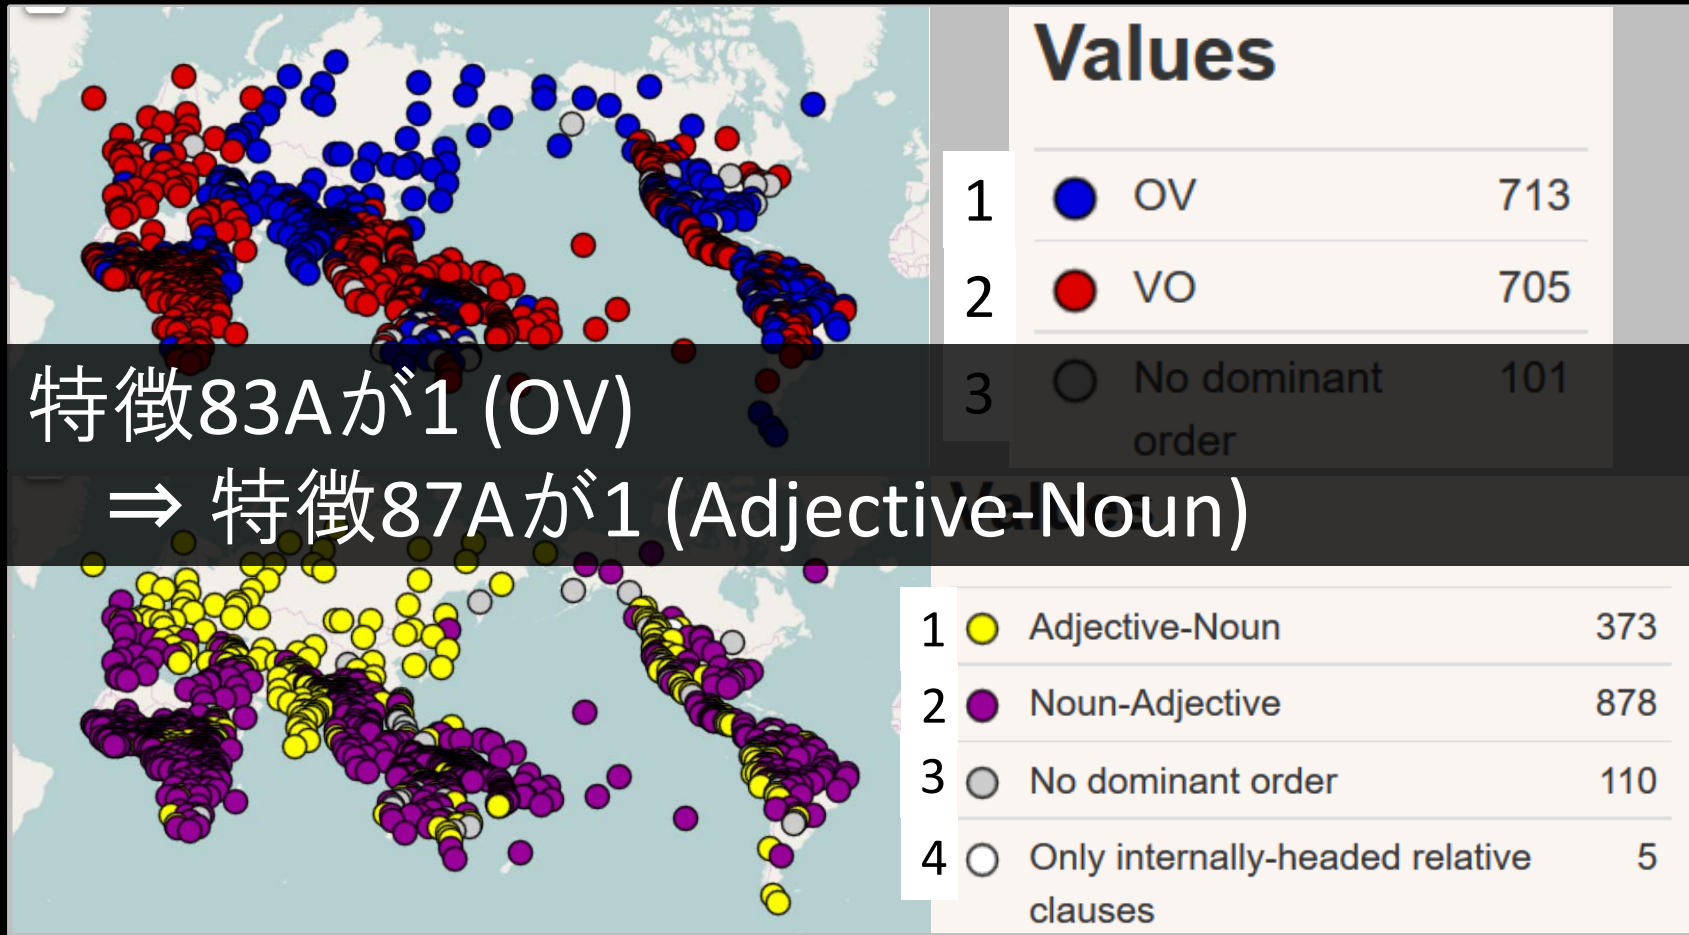 Values
1 OV 713
2 VO 705
3 No dominant order 101
特徴83Aが1 (OV)
⇒ 特徴87Aが1 (Adjective-Noun)
Values
1 Adjective-Noun 373
2 Noun-Adjective 878
3 No dominant order 110
4 Only internally-headed relative 5
clauses